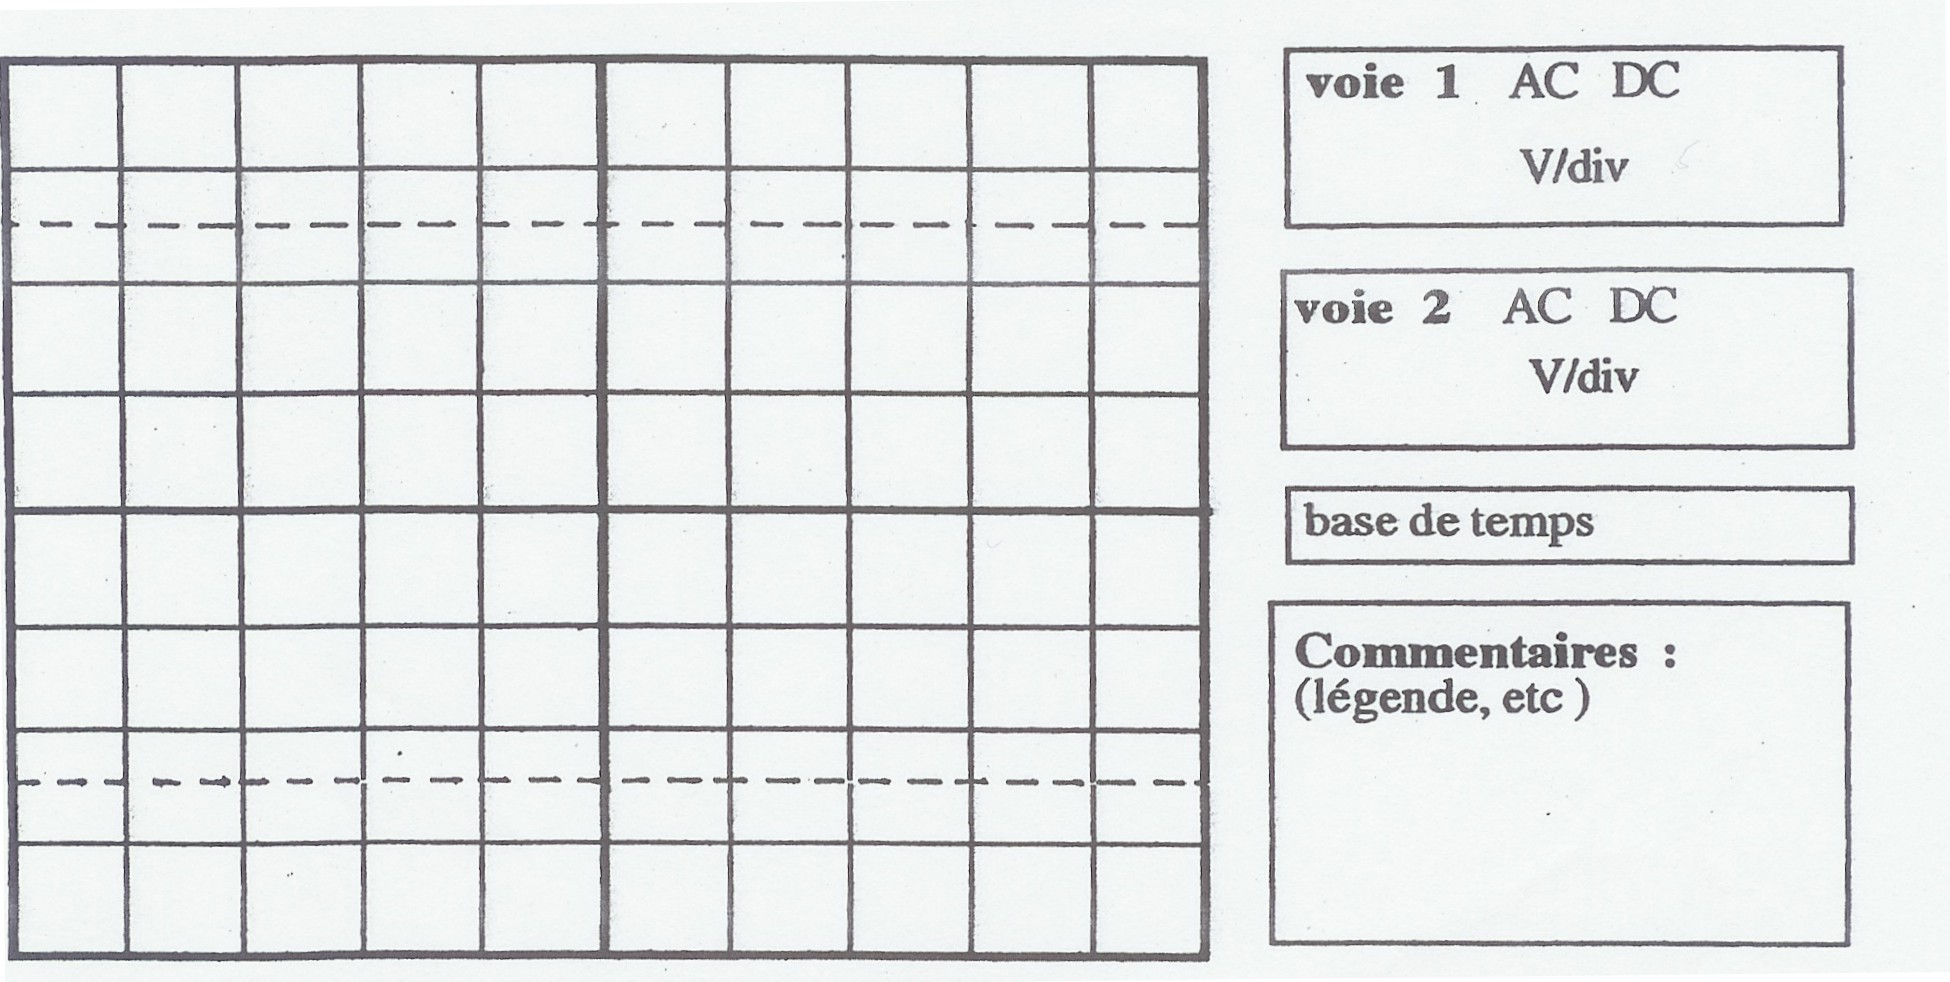 voie 1 AC DC
V/div
voie 2 AC DC
V/div
base de temps
Commentaires :
(légende, etc )